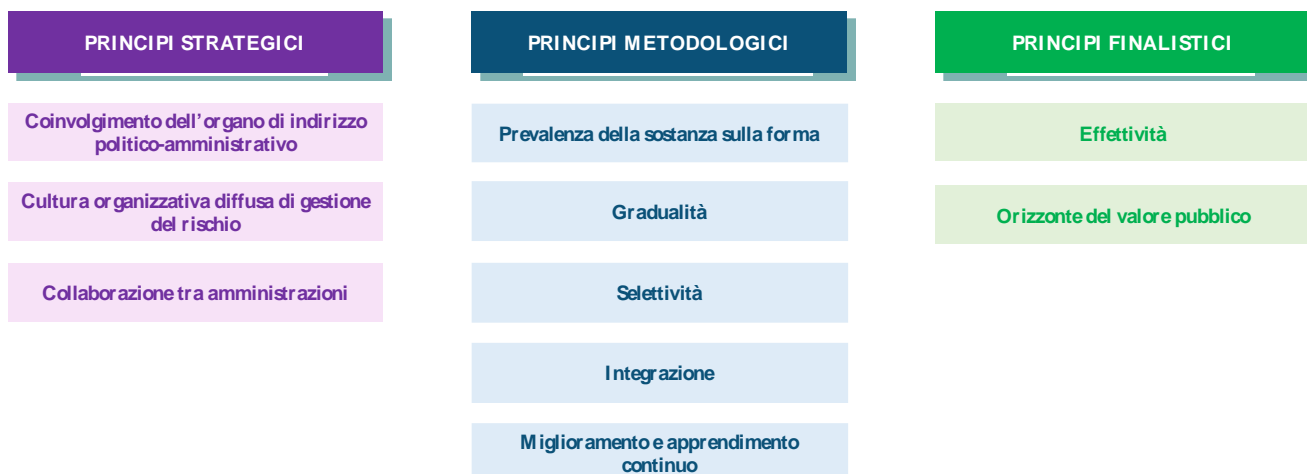 PRINCIPI STRATEGICI
Coinvolgimento dell'organo di indirizzo
politico-amministrativo
Cultura organizzativa diffusa di gestione
del rischio
Collaborazione tra amministrazioni
PRINCIPI METODOLOGICI
Prevalenza della sostanza sulla forma
Gradualità
Selettività
Integrazione
Miglioramento e apprendimento
continuo
PRINCIPI FINALISTICI
Effettività
Orizzonte del valore pubblico